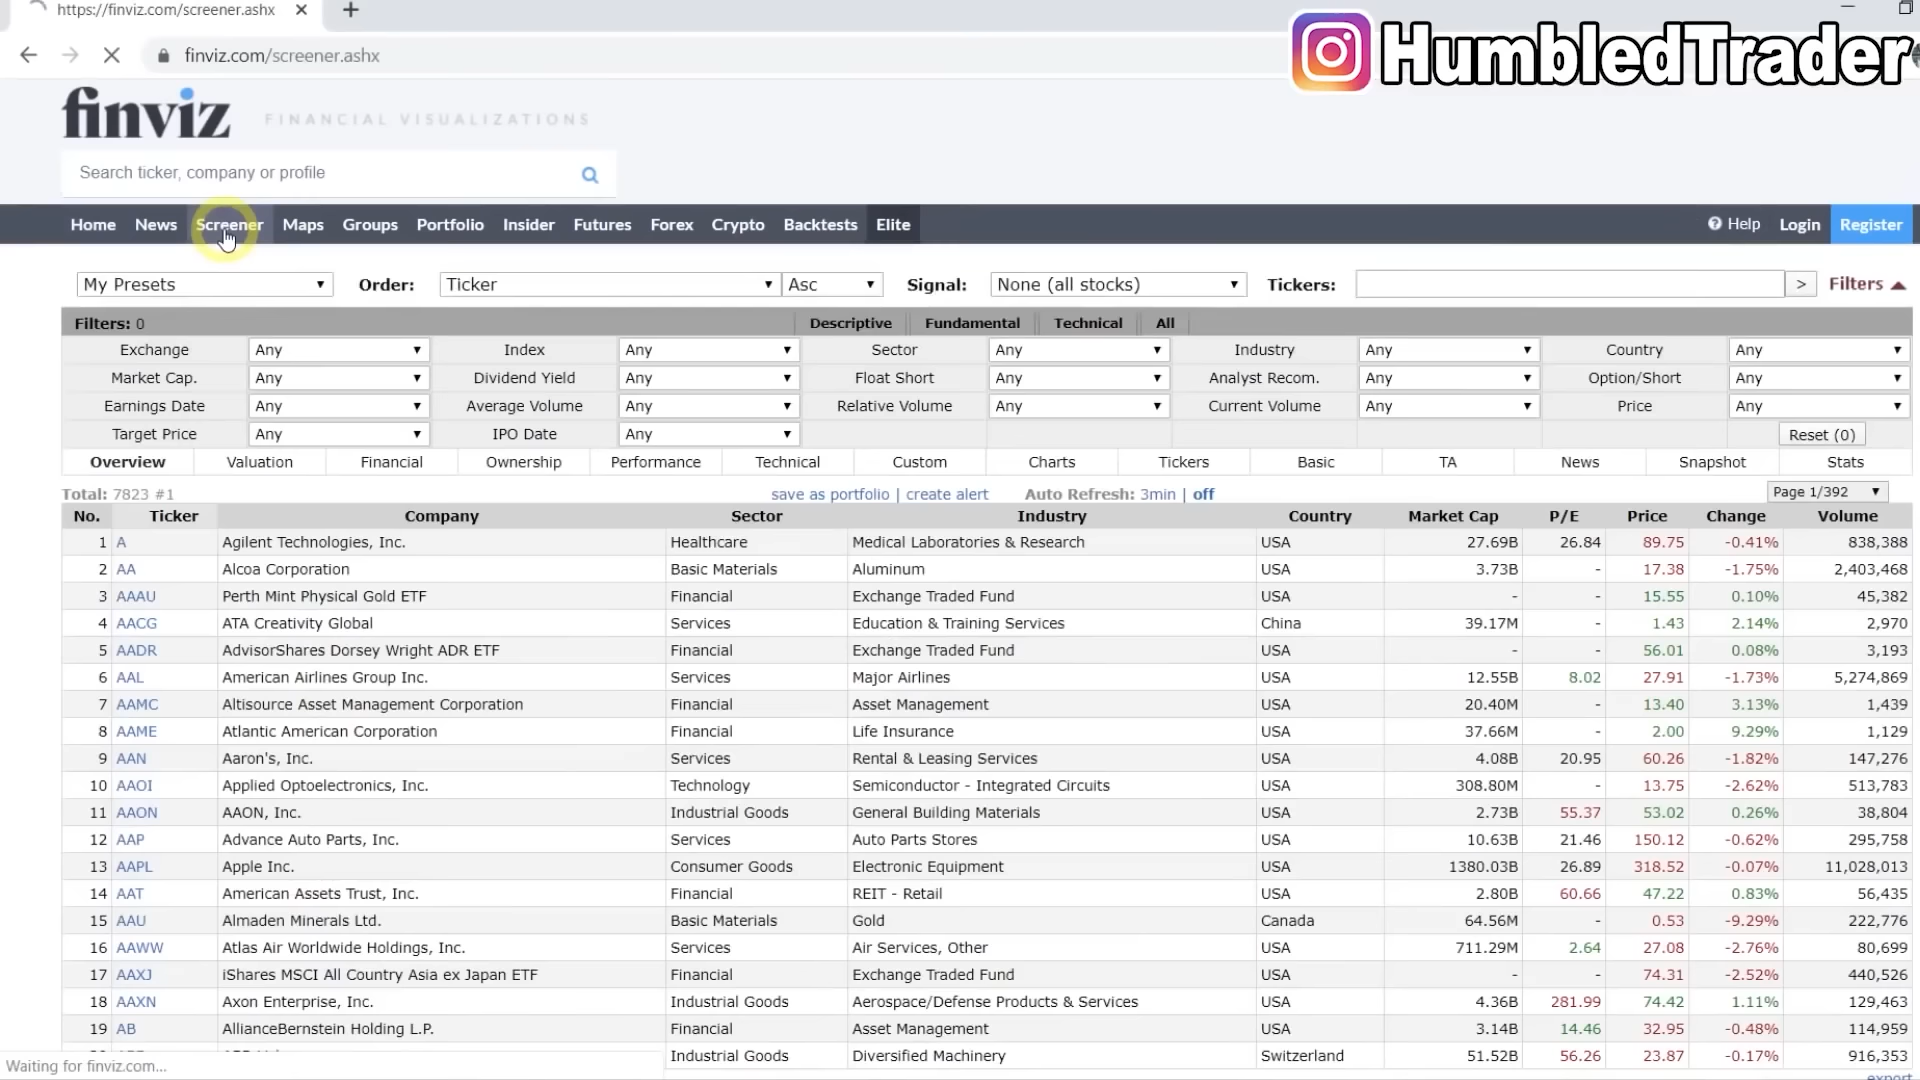 https://finviz.com/screener.ashx
finviz.com/screener.ashx
HumbledTrader
finviz FINANCIAL VISUALIZATIONS
Search ticker, company or profile
Home News Screener Maps Groups Portfolio Insider Futures Forex Crypto Backtests Elite Help Login Register
My Presets Order: Ticker Asc Signal: None (all stocks) Tickers: > Filters
Filters: 0 Descriptive Fundamental Technical All
Exchange Any Index Any Sector Any Industry Any Country Any
Market Cap. Any Dividend Yield Any Float Short Any Analyst Recom. Any Option/Short Any
Earnings Date Any Average Volume Any Relative Volume Any Current Volume Any Price Any
Target Price Any IPO Date Any Reset (0)
Overview Valuation Financial Ownership Performance Technical Custom Charts Tickers Basic TA News Snapshot Stats
Total: 7823 #1 save as portfolio | create alert Auto Refresh: 3min | off Page 1/392
No. Ticker Company Sector Industry Country Market Cap P/E Price Change Volume
1 A Agilent Technologies, Inc. Healthcare Medical Laboratories & Research USA 27.69B 26.84 89.75 -0.41% 838,388
2 AA Alcoa Corporation Basic Materials Aluminum USA 3.73B - 17.38 -1.75% 2,403,468
3 AAAU Perth Mint Physical Gold ETF Financial Exchange Traded Fund USA - - 15.55 0.10% 45,382
4 AACG ATA Creativity Global Services Education & Training Services China 39.17M - 1.43 2.14% 2,970
5 AADR AdvisorShares Dorsey Wright ADR ETF Financial Exchange Traded Fund USA - - 56.01 0.08% 3,193
6 AAL American Airlines Group Inc. Services Major Airlines USA 12.55B 8.02 27.91 -1.73% 5,274,869
7 AAMC Altisource Asset Management Corporation Financial Asset Management USA 20.40M - 13.40 3.13% 1,439
8 AAME Atlantic American Corporation Financial Life Insurance USA 37.66M - 2.00 9.29% 1,129
9 AAN Aaron's, Inc. Services Rental & Leasing Services USA 4.08B 20.95 60.26 -1.82% 147,276
10 AAOI Applied Optoelectronics, Inc. Technology Semiconductor - Integrated Circuits USA 308.80M - 13.75 -2.62% 513,783
11 AAON AAON, Inc. Industrial Goods General Building Materials USA 2.73B 55.37 53.02 0.26% 38,804
12 AAP Advance Auto Parts, Inc. Services Auto Parts Stores USA 10.63B 21.46 150.12 -0.62% 295,758
13 AAPL Apple Inc. Consumer Goods Electronic Equipment USA 1380.03B 26.89 318.52 -0.07% 11,028,013
14 AAT American Assets Trust, Inc. Financial REIT - Retail USA 2.80B 60.66 47.22 0.83% 56,435
15 AAU Almaden Minerals Ltd. Basic Materials Gold Canada 64.56M - 0.53 -9.29% 222,776
16 AAWW Atlas Air Worldwide Holdings, Inc. Services Air Services, Other USA 711.29M 2.64 27.08 -2.76% 80,699
17 AAXJ iShares MSCI All Country Asia ex Japan ETF Financial Exchange Traded Fund USA - - 74.31 -2.52% 440,526
18 AAXN Axon Enterprise, Inc. Industrial Goods Aerospace/Defense Products & Services USA 4.36B 281.99 74.42 1.11% 129,463
19 AB AllianceBernstein Holding L.P. Financial Asset Management USA 3.14B 14.46 32.95 -0.48% 114,959
Industrial Goods Diversified Machinery Switzerland 51.52B 56.26 23.87 -0.17% 916,353
Waiting for finviz.com...
export